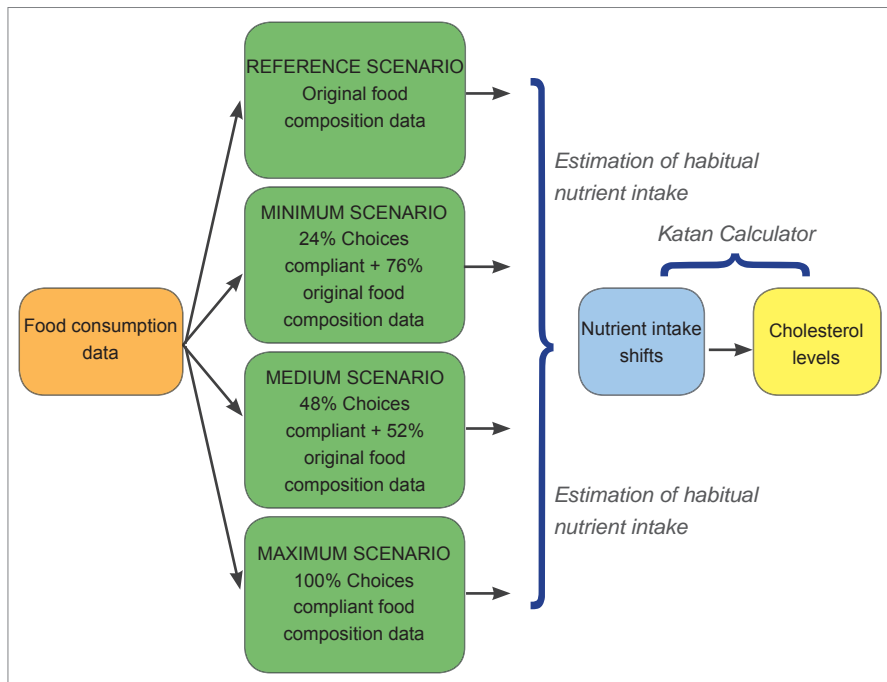 REFERENCE SCENARIO
Original food
composition data
MINIMUM SCENARIO
24% Choices
compliant + 76%
original food
composition data
MEDIUM SCENARIO
48% Choices
compliant + 52%
original food
composition data
MAXIMUM SCENARIO
100% Choices
compliant food
composition data
Food consumption
data
Estimation of habitual
nutrient intake
Katan Calculator
Nutrient intake
shifts
Cholesterol
levels
Estimation of habitual
nutrient intake